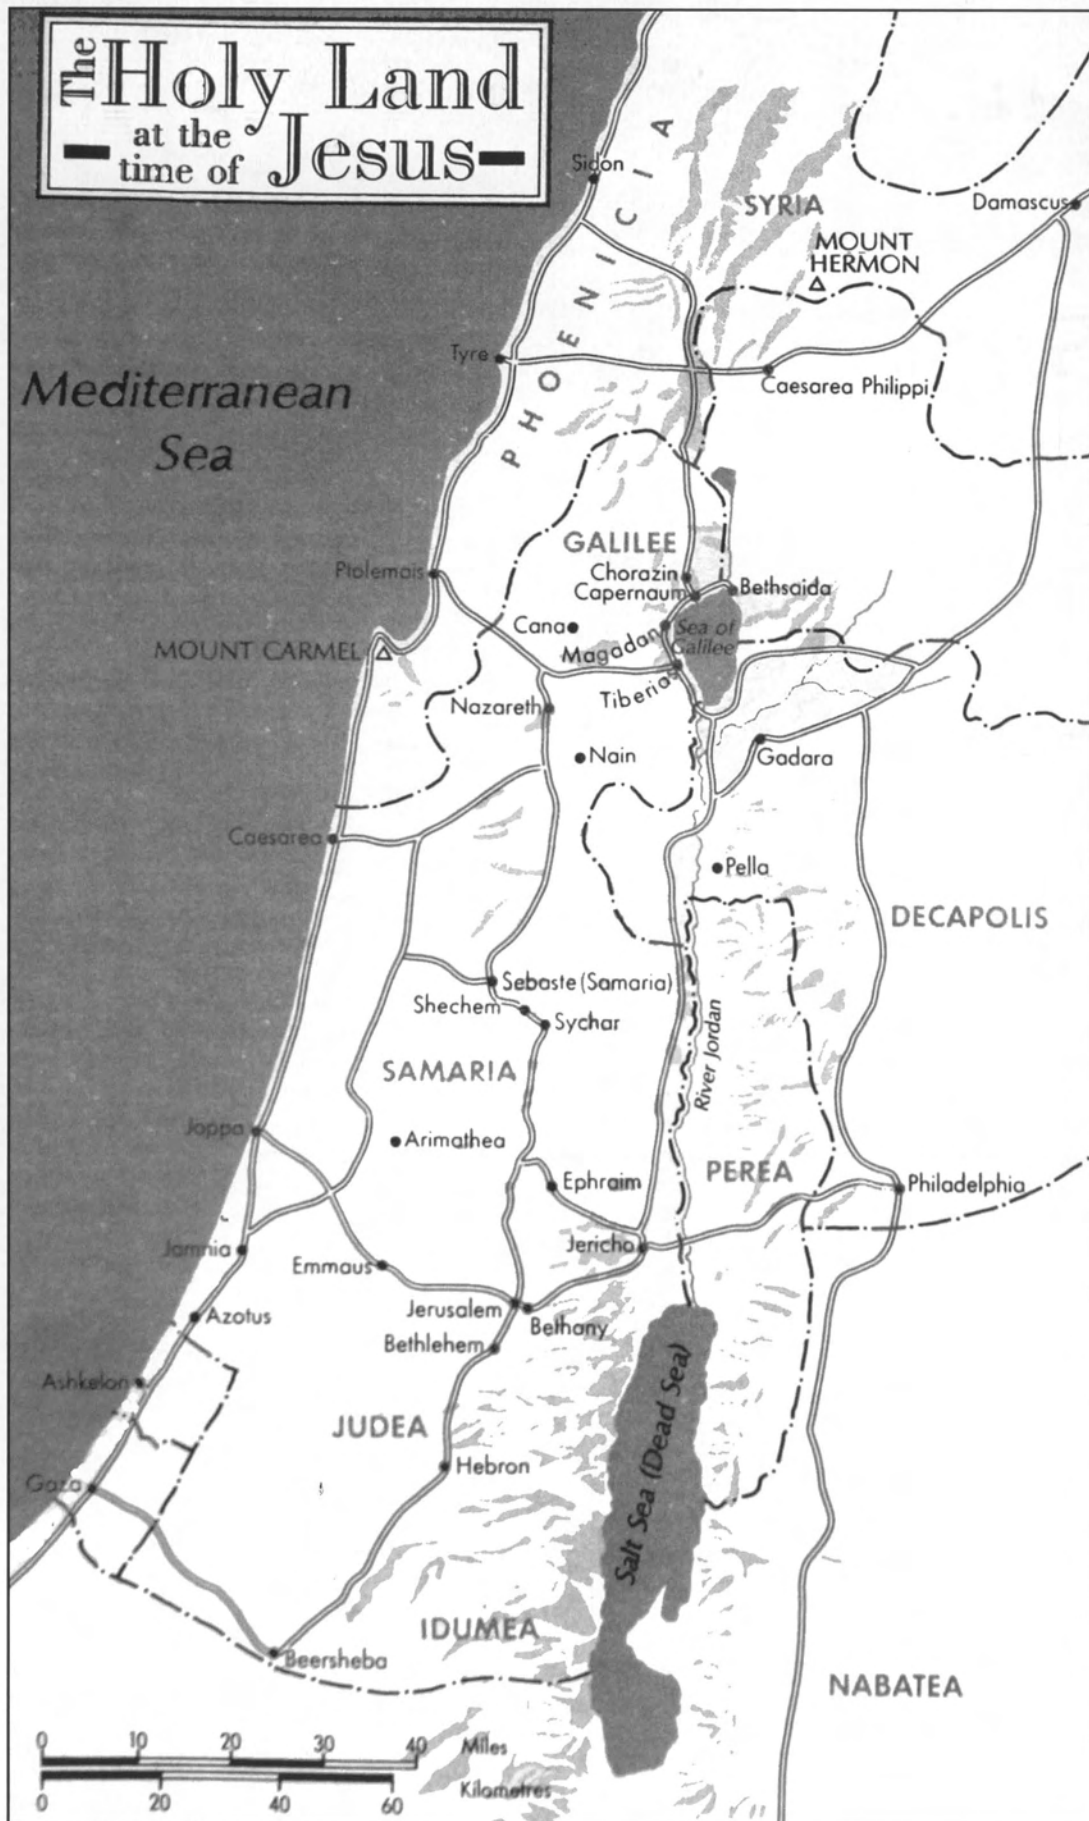 The Holy Land
at the
time of Jesus
PHOENICIA
Sidon
SYRIA
Damascus
MOUNT
HERMON
Tyre
Caesarea Philippi
Mediterranean
Sea
GALILEE
Ptolemais
Chorazin
Capernaum
Bethsaida
Cana
Magadan
Sea of
Galilee
MOUNT CARMEL
Tiberias
Nazareth
Nain
Gadara
Caesarea
Pella
DECAPOLIS
Sebaste (Samaria)
Shechem
Sychar
River Jordan
SAMARIA
Joppa
Arimathea
PEREA
Ephraim
Philadelphia
Jamnia
Emmaus
Jericho
Jerusalem
Bethany
Azotus
Bethlehem
Ashkelon
JUDEA
Salt Sea (Dead Sea)
Hebron
Gaza
IDUMEA
Beersheba
NABATEA
0 10 20 30 40 Miles
Kilometres
0 20 40 60